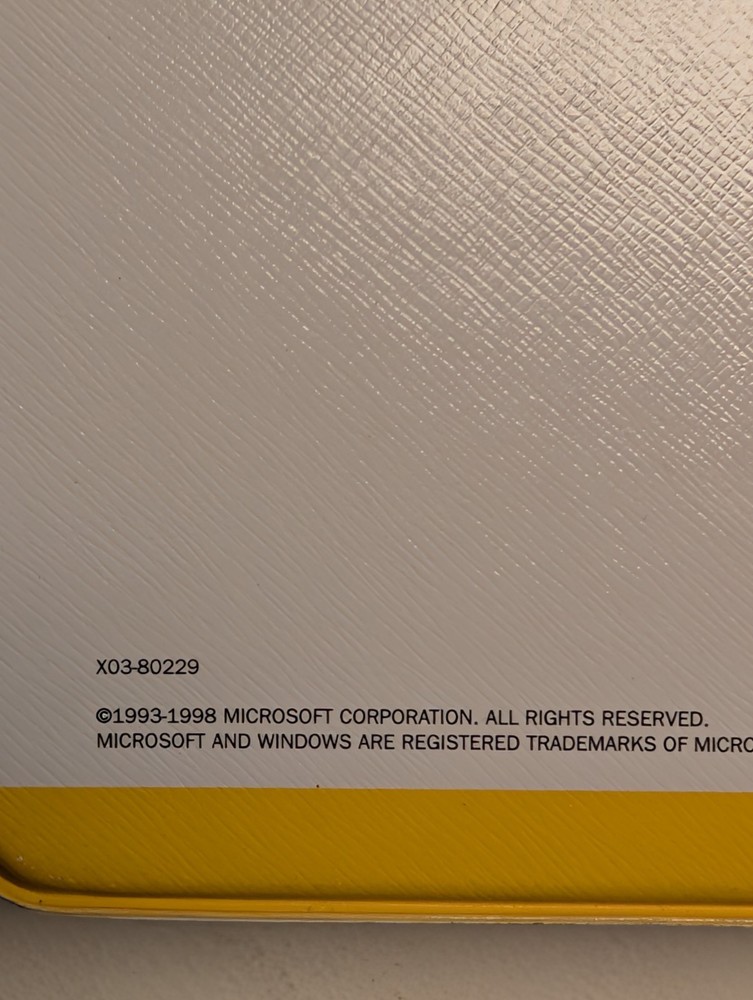 X03-80229
©1993-1998 MICROSOFT CORPORATION. ALL RIGHTS RESERVED.
MICROSOFT AND WINDOWS ARE REGISTERED TRADEMARKS OF MICRO